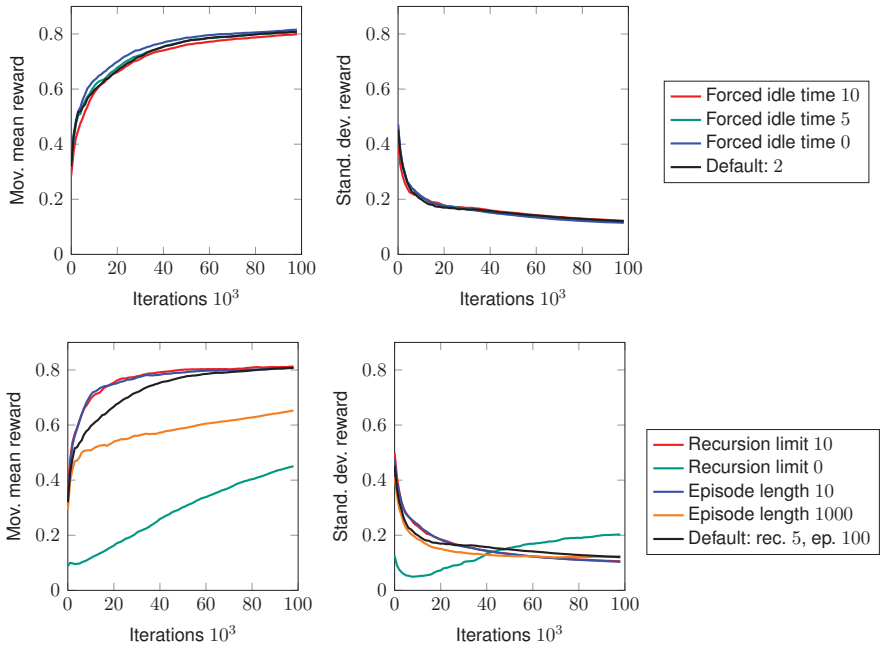 Mov. mean reward
0.8
0.6
0.4
0.2
0
0 20 40 60 80 100
Iterations 10³
Stand. dev. reward
0.8
0.6
0.4
0.2
0
0 20 40 60 80 100
Iterations 10³
Forced idle time 10
Forced idle time 5
Forced idle time 0
Default: 2
Mov. mean reward
0.8
0.6
0.4
0.2
0
0 20 40 60 80 100
Iterations 10³
Stand. dev. reward
0.8
0.6
0.4
0.2
0
0 20 40 60 80 100
Iterations 10³
Recursion limit 10
Recursion limit 0
Episode length 10
Episode length 1000
Default: rec. 5, ep. 100